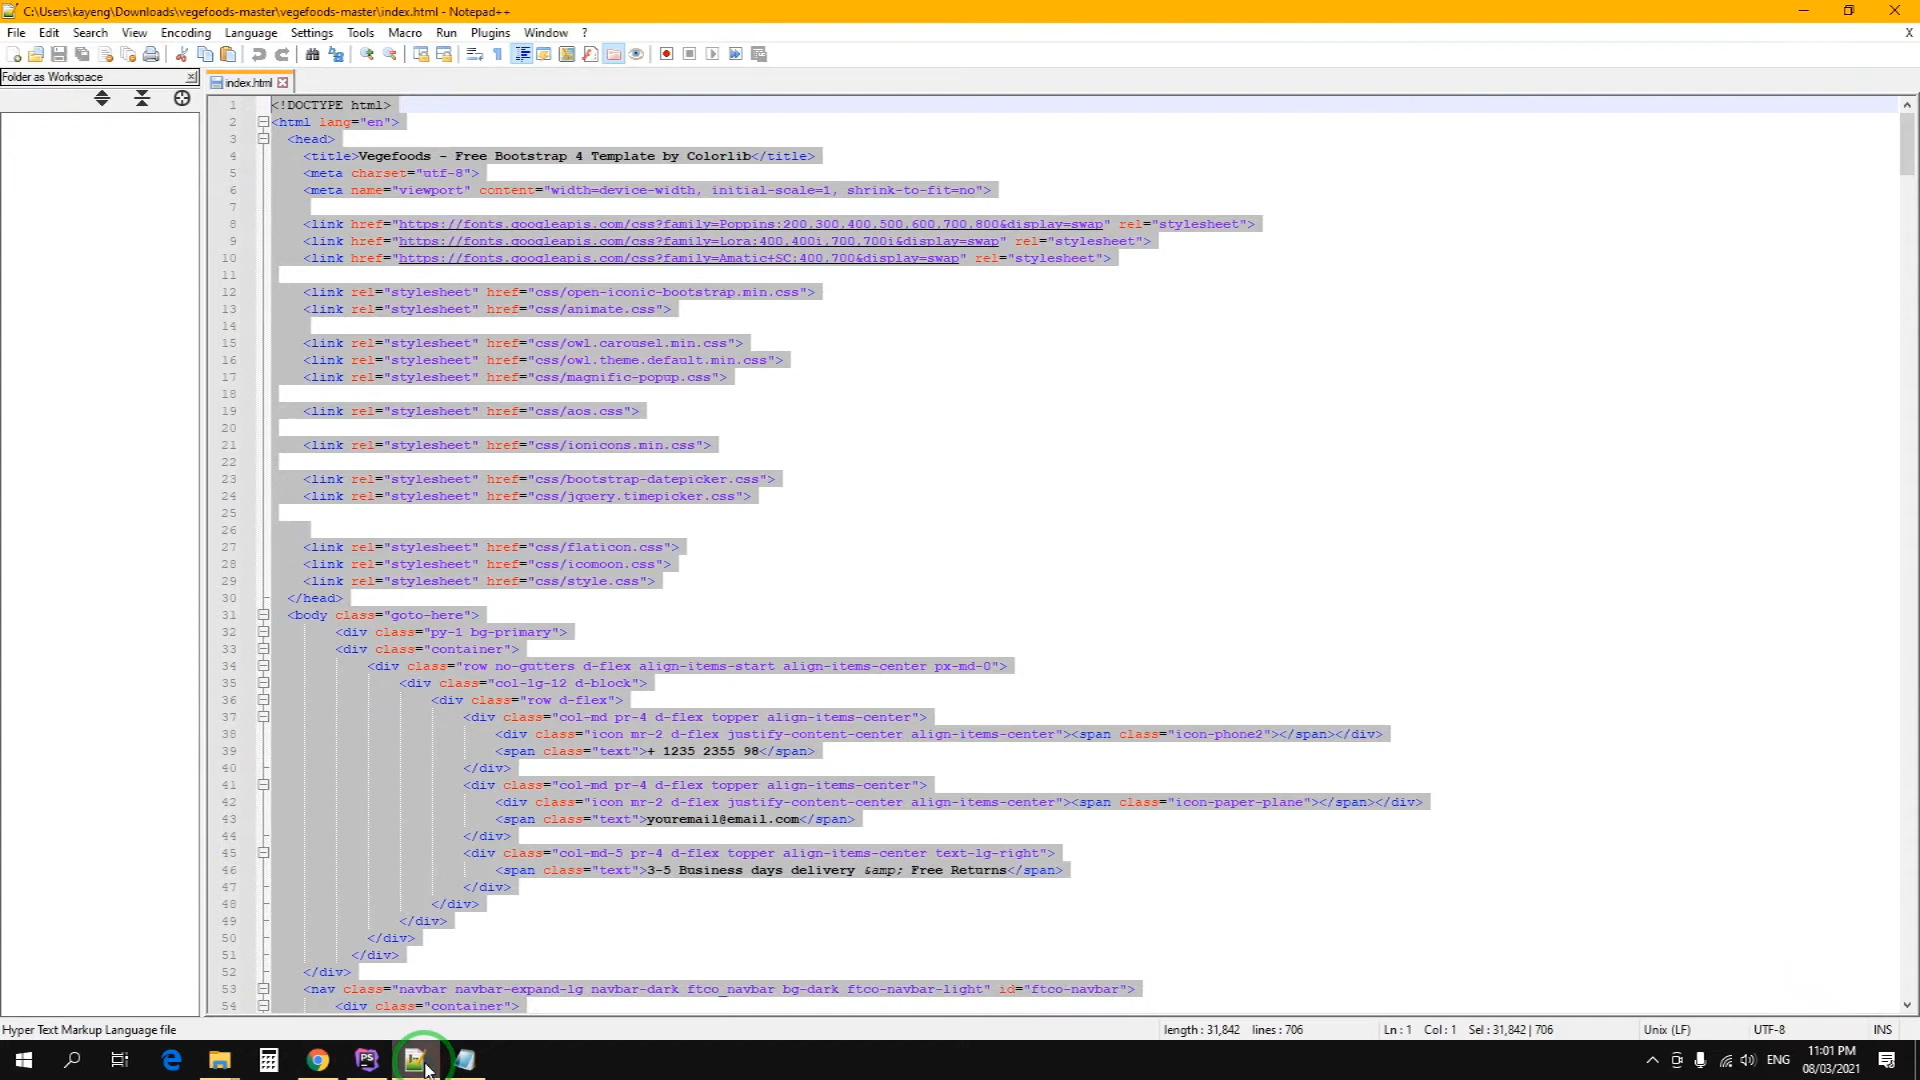 C:\Users\kayeng\Downloads\vegefoods-master\vegefoods-master\index.html - Notepad++
File Edit Search View Encoding Language Settings Tools Macro Run Plugins Window ? X
Folder as Workspace
index.html
1 <!DOCTYPE html>
2 <html lang="en">
3 <head>
4 <title>Vegefoods - Free Bootstrap 4 Template by Colorlib</title>
5 <meta charset="utf-8">
6 <meta name="viewport" content="width=device-width, initial-scale=1, shrink-to-fit=no">
7
8 <link href="https://fonts.googleapis.com/css?family=Poppins:200,300,400,500,600,700,800&display=swap" rel="stylesheet">
9 <link href="https://fonts.googleapis.com/css?family=Lora:400,400i,700,700i&display=swap" rel="stylesheet">
10 <link href="https://fonts.googleapis.com/css?family=Amatic+SC:400,700&display=swap" rel="stylesheet">
11
12 <link rel="stylesheet" href="css/open-iconic-bootstrap.min.css">
13 <link rel="stylesheet" href="css/animate.css">
14
15 <link rel="stylesheet" href="css/owl.carousel.min.css">
16 <link rel="stylesheet" href="css/owl.theme.default.min.css">
17 <link rel="stylesheet" href="css/magnific-popup.css">
18
19 <link rel="stylesheet" href="css/aos.css">
20
21 <link rel="stylesheet" href="css/ionicons.min.css">
22
23 <link rel="stylesheet" href="css/bootstrap-datepicker.css">
24 <link rel="stylesheet" href="css/jquery.timepicker.css">
25
26
27 <link rel="stylesheet" href="css/flaticon.css">
28 <link rel="stylesheet" href="css/icomoon.css">
29 <link rel="stylesheet" href="css/style.css">
30 </head>
31 <body class="goto-here">
32 <div class="py-1 bg-primary">
33 <div class="container">
34 <div class="row no-gutters d-flex align-items-start align-items-center px-md-0">
35 <div class="col-lg-12 d-block">
36 <div class="row d-flex">
37 <div class="col-md pr-4 d-flex topper align-items-center">
38 <div class="icon mr-2 d-flex justify-content-center align-items-center"><span class="icon-phone2"></span></div>
39 <span class="text">+ 1235 2355 98</span>
40 </div>
41 <div class="col-md pr-4 d-flex topper align-items-center">
42 <div class="icon mr-2 d-flex justify-content-center align-items-center"><span class="icon-paper-plane"></span></div>
43 <span class="text">youremail@email.com</span>
44 </div>
45 <div class="col-md-5 pr-4 d-flex topper align-items-center text-lg-right">
46 <span class="text">3-5 Business days delivery &amp; Free Returns</span>
47 </div>
48 </div>
49 </div>
50 </div>
51 </div>
52 </div>
53 <nav class="navbar navbar-expand-lg navbar-dark ftco_navbar bg-dark ftco-navbar-light" id="ftco-navbar">
54 <div class="container">
Hyper Text Markup Language file length : 31,842 lines : 706 Ln : 1 Col : 1 Sel : 31,842 | 706 Unix (LF) UTF-8 INS
PS ENG 11:01 PM
08/03/2021